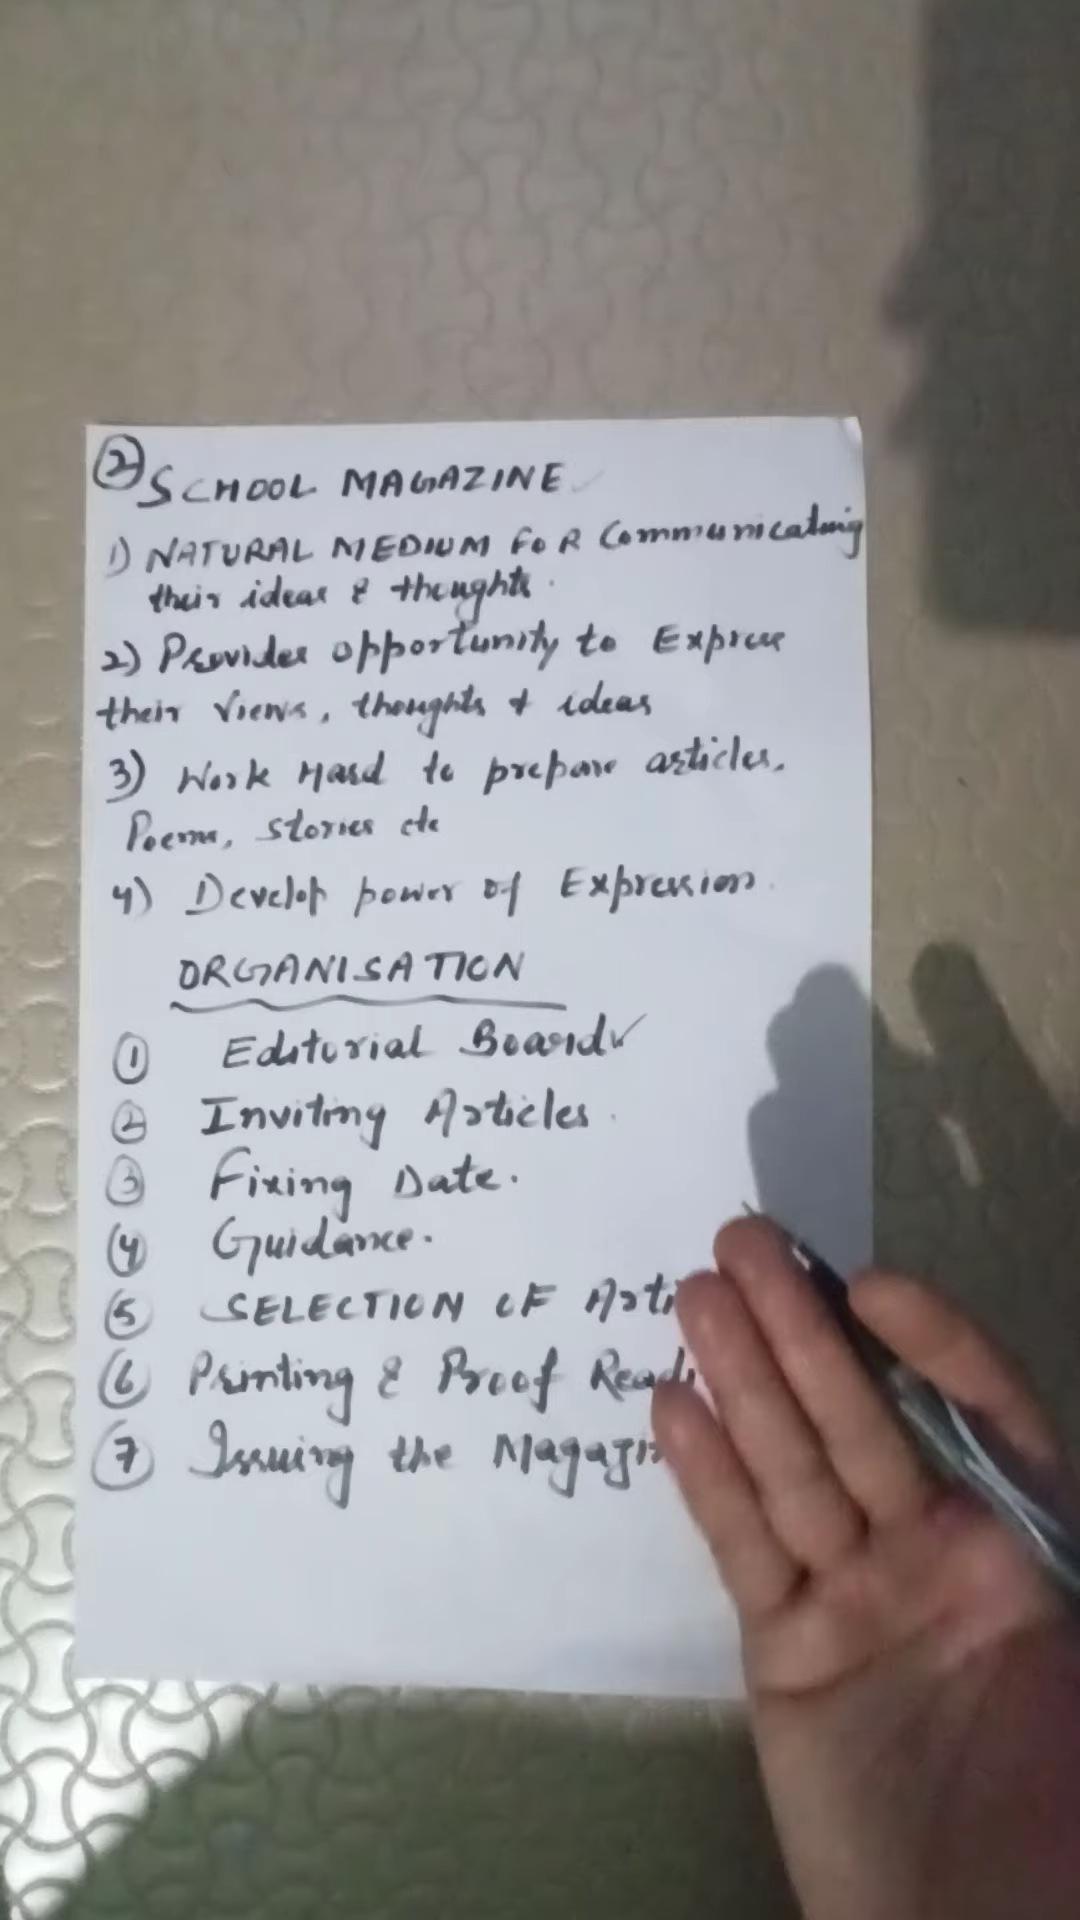 2 SCHOOL MAGAZINE
1) NATURAL MEDIUM FOR Communicating
their ideas & thoughts.
2) Provides opportunity to Express
their Views, thoughts & ideas
3) Work Hard to prepare articles,
Poems, stories etc
4) Develop power of Expression.
ORGANISATION
1 Editorial Board
2 Inviting Articles.
3 Fixing Date.
4 Guidance.
5 SELECTION OF
6 Printing & Proof
7 Issuing the